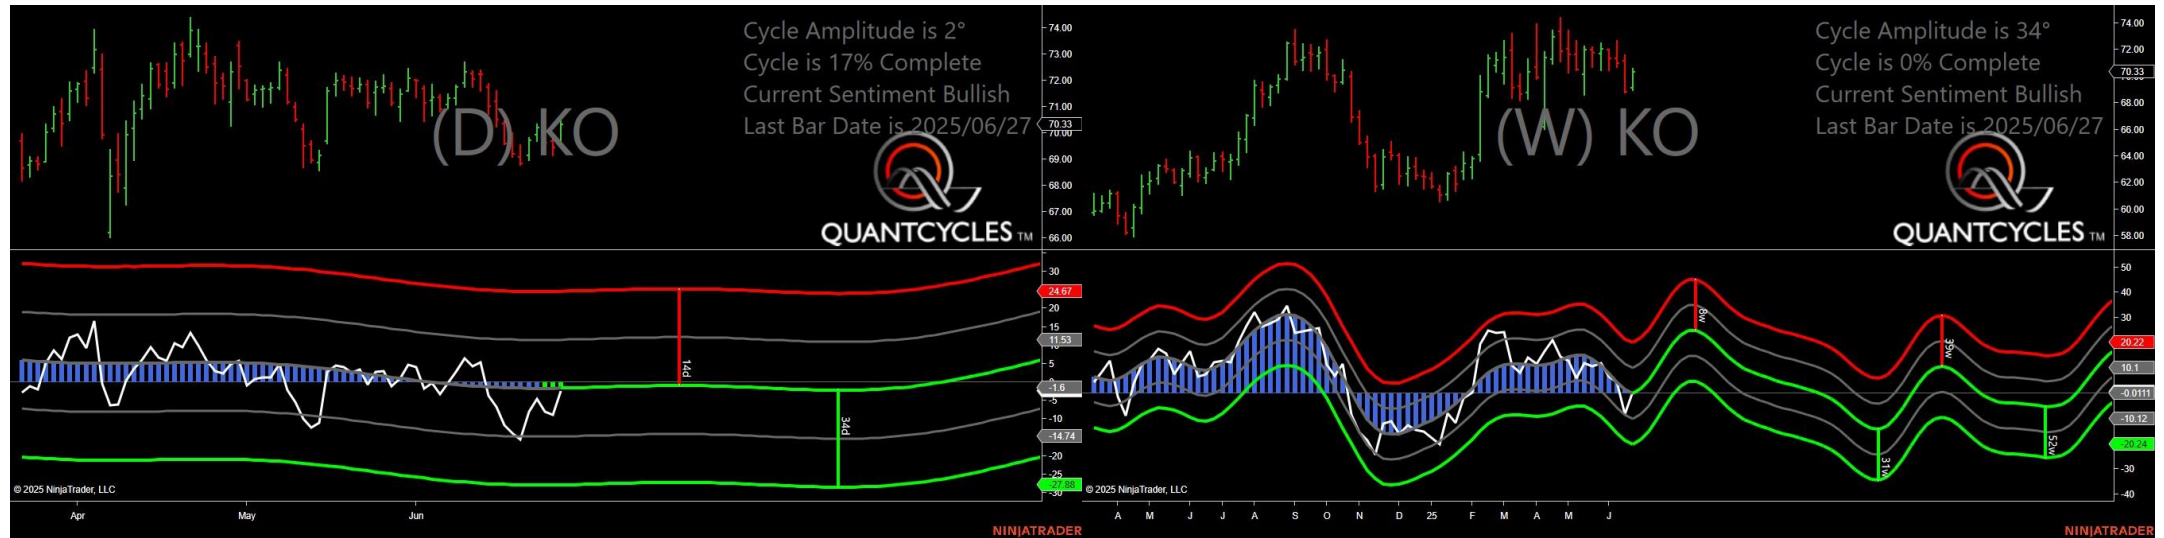 Cycle Amplitude is 2°
Cycle is 17% Complete
Current Sentiment Bullish
Last Bar Date is 2025/06/27
(D) KO
QUANTCYCLES TM
74.00
73.00
72.00
71.00
70.33
70.00
69.00
68.00
67.00
66.00
30
24.67
20
15
11.53
5
0
-1.6
-5
-10
-14.74
-20
-25
-27.88
-30
14d
34d
© 2025 NinjaTrader, LLC
Apr May Jun
NINJATRADER
Cycle Amplitude is 34°
Cycle is 0% Complete
Current Sentiment Bullish
Last Bar Date is 2025/06/27
(W) KO
QUANTCYCLES TM
74.00
72.00
70.33
68.00
66.00
64.00
62.00
60.00
58.00
50
40
30
20.22
10.1
-0.0111
-10.12
-20.24
-30
-40
8w
31w
39w
52w
© 2025 NinjaTrader, LLC
A M J J A S O N D 25 F M A M J
NINJATRADER